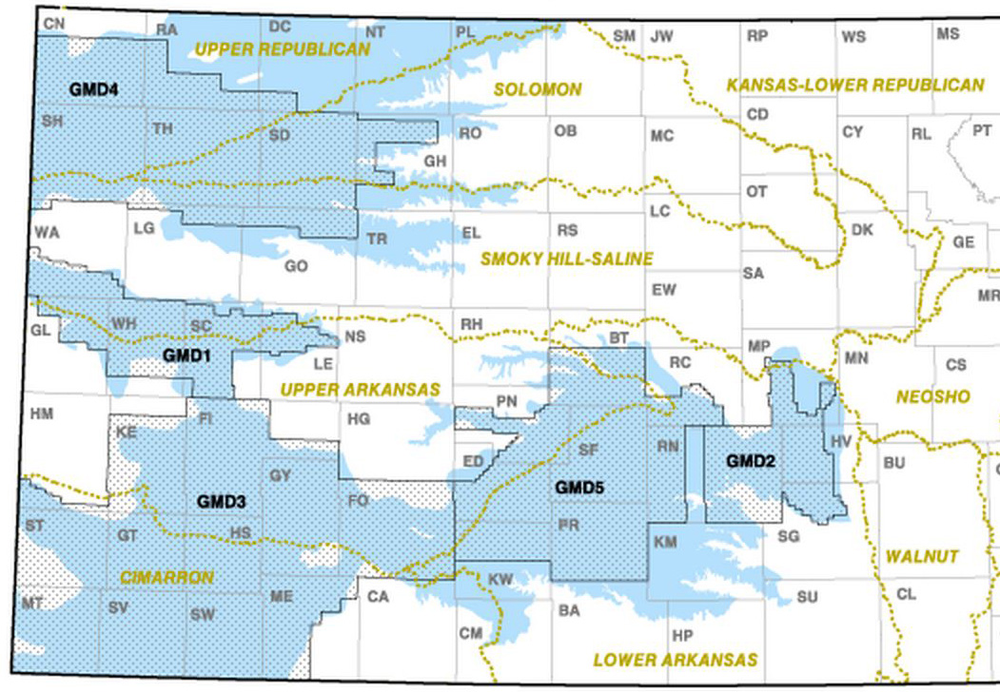 CN
RA
DC
NT
PL
SM
JW
RP
WS
MS
UPPER REPUBLICAN
GMD4
SOLOMON
KANSAS-LOWER REPUBLICAN
SH
TH
SD
RO
OB
MC
CD
CY
RL
PT
GH
OT
WA
LG
TR
EL
RS
LC
DK
GE
GO
SMOKY HILL-SALINE
SA
EW
MR
GL
WH
SC
NS
RH
BT
MP
MN
CS
GMD1
LE
RC
UPPER ARKANSAS
NEOSHO
HM
FI
HG
PN
KE
SF
RN
HV
ED
GMD2
BU
GY
GMD3
FO
GMD5
ST
GT
HS
PR
KM
SG
WALNUT
CIMARRON
KW
MT
SV
SW
ME
CA
BA
SU
CL
CM
HP
LOWER ARKANSAS